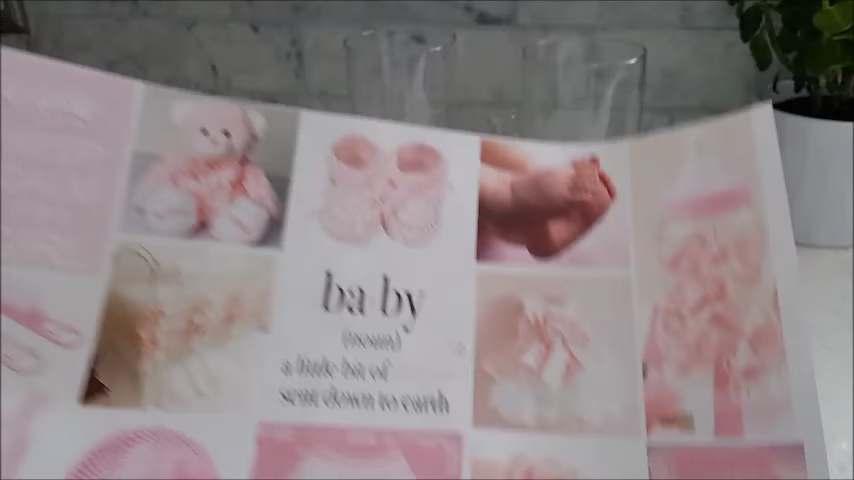 ba·by
(noun)
a little bit of
sent down to earth